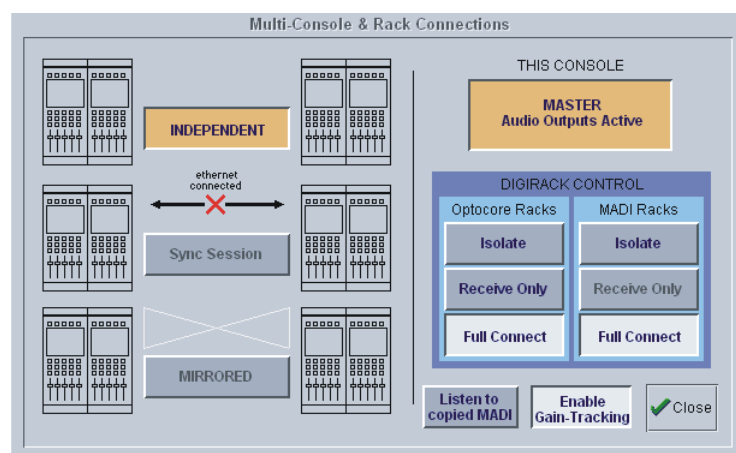 Multi-Console & Rack Connections
INDEPENDENT
ethernet
connected
Sync Session
MIRRORED
THIS CONSOLE
MASTER
Audio Outputs Active
DIGIRACK CONTROL
Optocore Racks
MADI Racks
Isolate
Isolate
Receive Only
Receive Only
Full Connect
Full Connect
Listen to
copied MADI
Enable
Gain-Tracking
Close